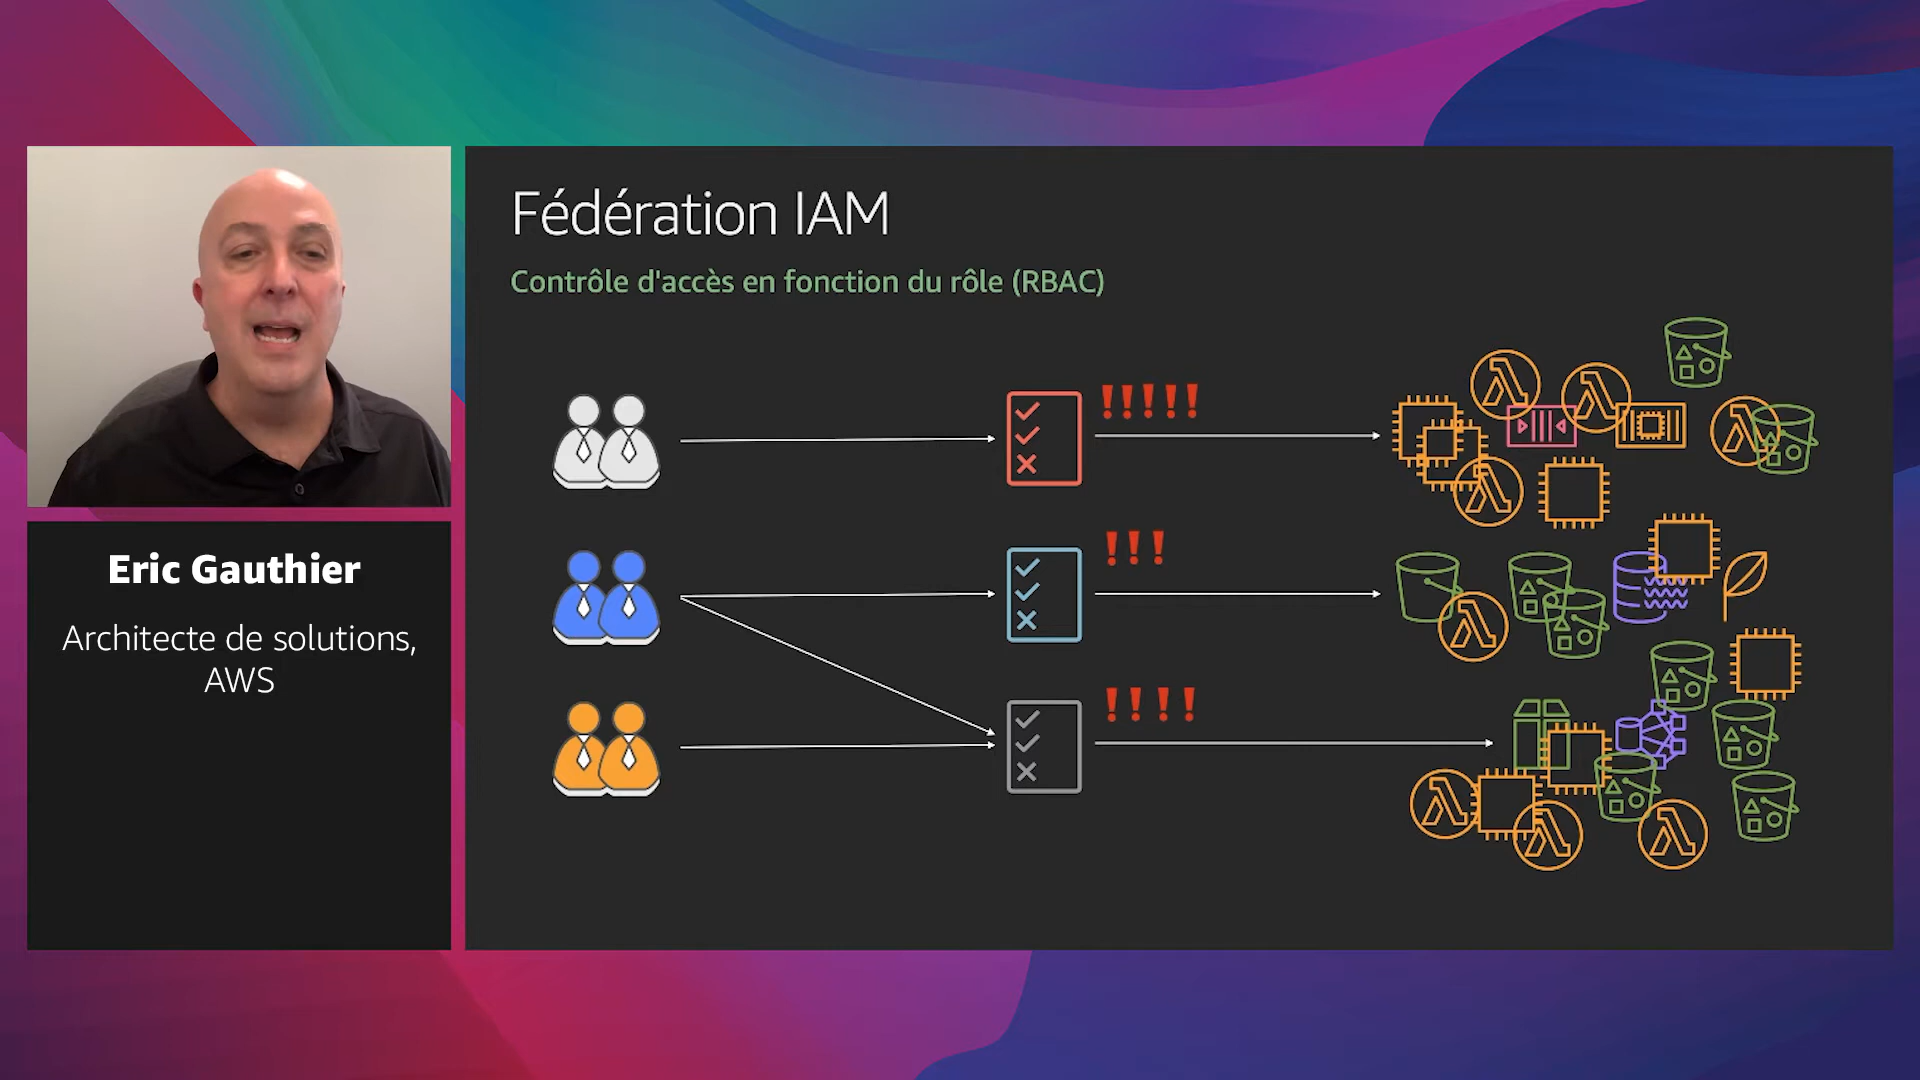 Fédération IAM
Contrôle d'accès en fonction du rôle (RBAC)
!!!!!
!!!
!!!!
Eric Gauthier
Architecte de solutions,
AWS